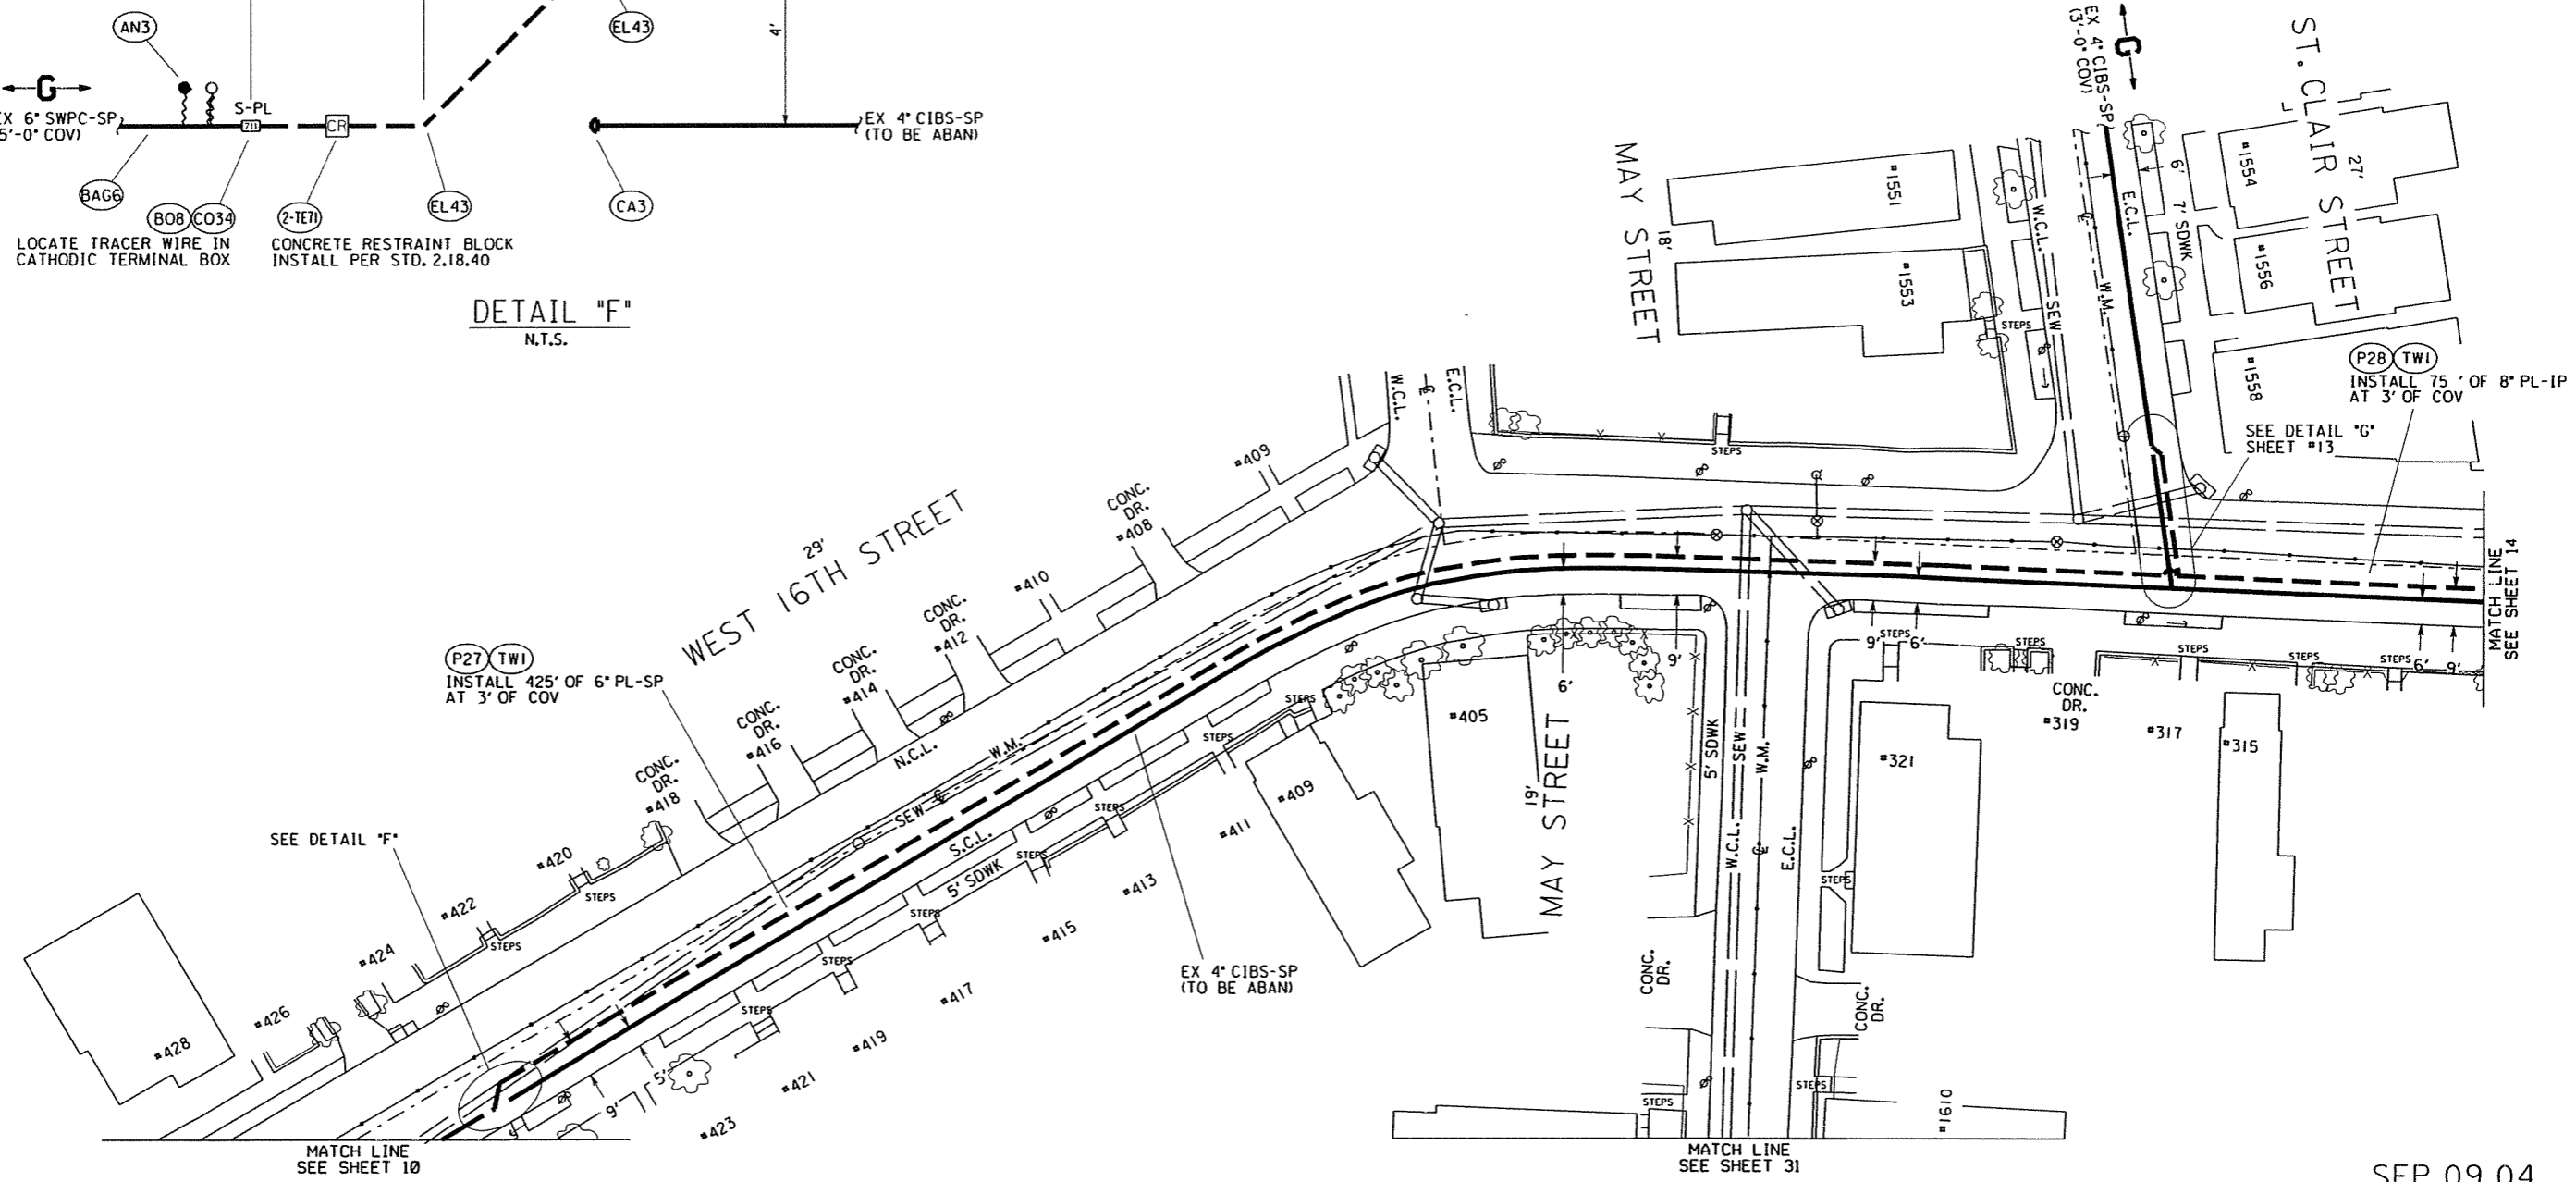 AN3
EL43
4'
G
EX 6" SWPC-SP
5'-0" COV)
S-PL
711
CR
EX 4" CIBS-SP
(TO BE ABAN)
BAG6
BO8 CO34
2-TE71
EL43
CA3
LOCATE TRACER WIRE IN
CATHODIC TERMINAL BOX
CONCRETE RESTRAINT BLOCK
INSTALL PER STD. 2.18.40
DETAIL "F"
N.T.S.
EX 4" CIBS-SP
(3'-0" COV)
G
ST. CLAIR STREET
27'
MAY STREET
18'
#1551
#1553
#1554
#1556
#1558
W.C.L.
SEW
W.M.
E.C.L.
6'
7' SDWK
STEPS
P28 TW1
INSTALL 75 ' OF 8" PL-IP
AT 3' OF COV
SEE DETAIL "G"
SHEET #13
W.C.L.
E.C.L.
STEPS
MATCH LINE
SEE SHEET 14
WEST 16TH STREET
29'
#409
CONC.
DR.
#408
#410
CONC.
DR.
#412
CONC.
DR.
#414
CONC.
DR.
#416
CONC.
DR.
#418
#420
STEPS
#422
STEPS
#424
#426
#428
P27 TW1
INSTALL 425' OF 6" PL-SP
AT 3' OF COV
SEE DETAIL "F"
N.C.L.
W.M.
SEW
S.C.L.
5' SDWK
STEPS
STEPS
STEPS
STEPS
STEPS
STEPS
STEPS
#405
#409
#411
#413
#415
#417
#419
#421
#423
5'
9'
EX 4" CIBS-SP
(TO BE ABAN)
6'
9'
MAY STREET
19'
5' SDWK
W.C.L.
SEW
W.M.
E.C.L.
9'
STEPS
6'
STEPS
STEPS
STEPS
STEPS
6'
9'
#321
CONC.
DR.
#319
#317
#315
STEPS
CONC.
DR.
CONC.
DR.
STEPS
STEPS
#1610
MATCH LINE
SEE SHEET 10
MATCH LINE
SEE SHEET 31
SEP 09 04